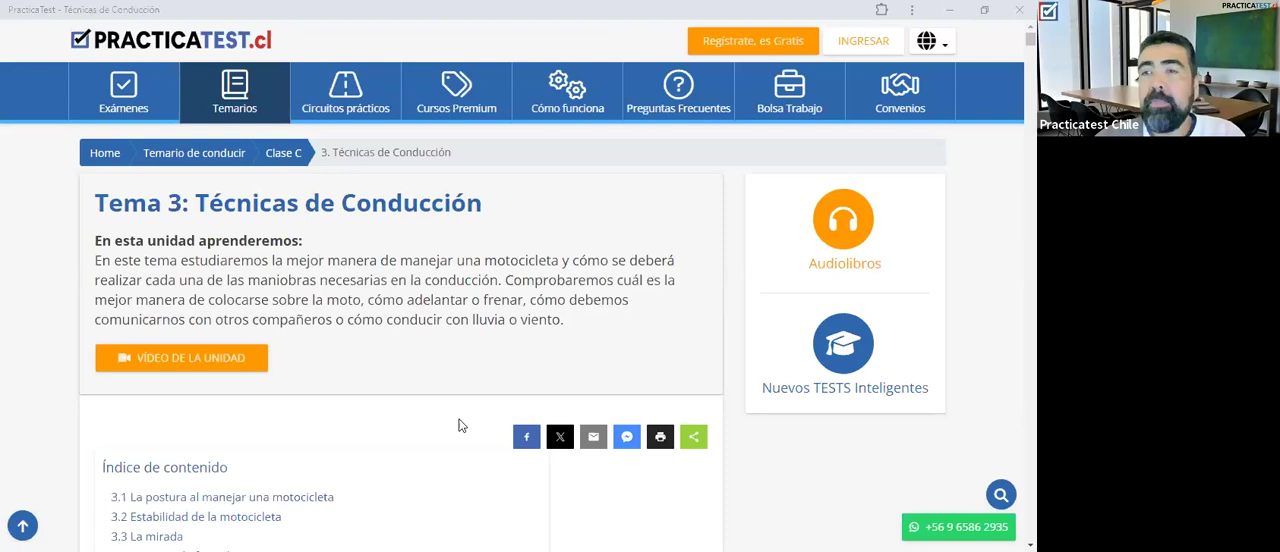 PracticaTest - Técnicas de Conducción
PRACTICATEST.cl
Regístrate, es Gratis
INGRESAR
Exámenes
Temarios
Circuitos prácticos
Cursos Premium
Cómo funciona
Preguntas Frecuentes
Bolsa Trabajo
Convenios
Home
Temario de conducir
Clase C
3. Técnicas de Conducción
Tema 3: Técnicas de Conducción
En esta unidad aprenderemos:
En este tema estudiaremos la mejor manera de manejar una motocicleta y cómo se deberá
realizar cada una de las maniobras necesarias en la conducción. Comprobaremos cuál es la
mejor manera de colocarse sobre la moto, cómo adelantar o frenar, cómo debemos
comunicarnos con otros compañeros o cómo conducir con lluvia o viento.
VÍDEO DE LA UNIDAD
Audiolibros
Nuevos TESTS Inteligentes
Índice de contenido
3.1 La postura al manejar una motocicleta
3.2 Estabilidad de la motocicleta
3.3 La mirada
+56 9 6586 2935
PRACTICATEST.cl
Practicatest Chile